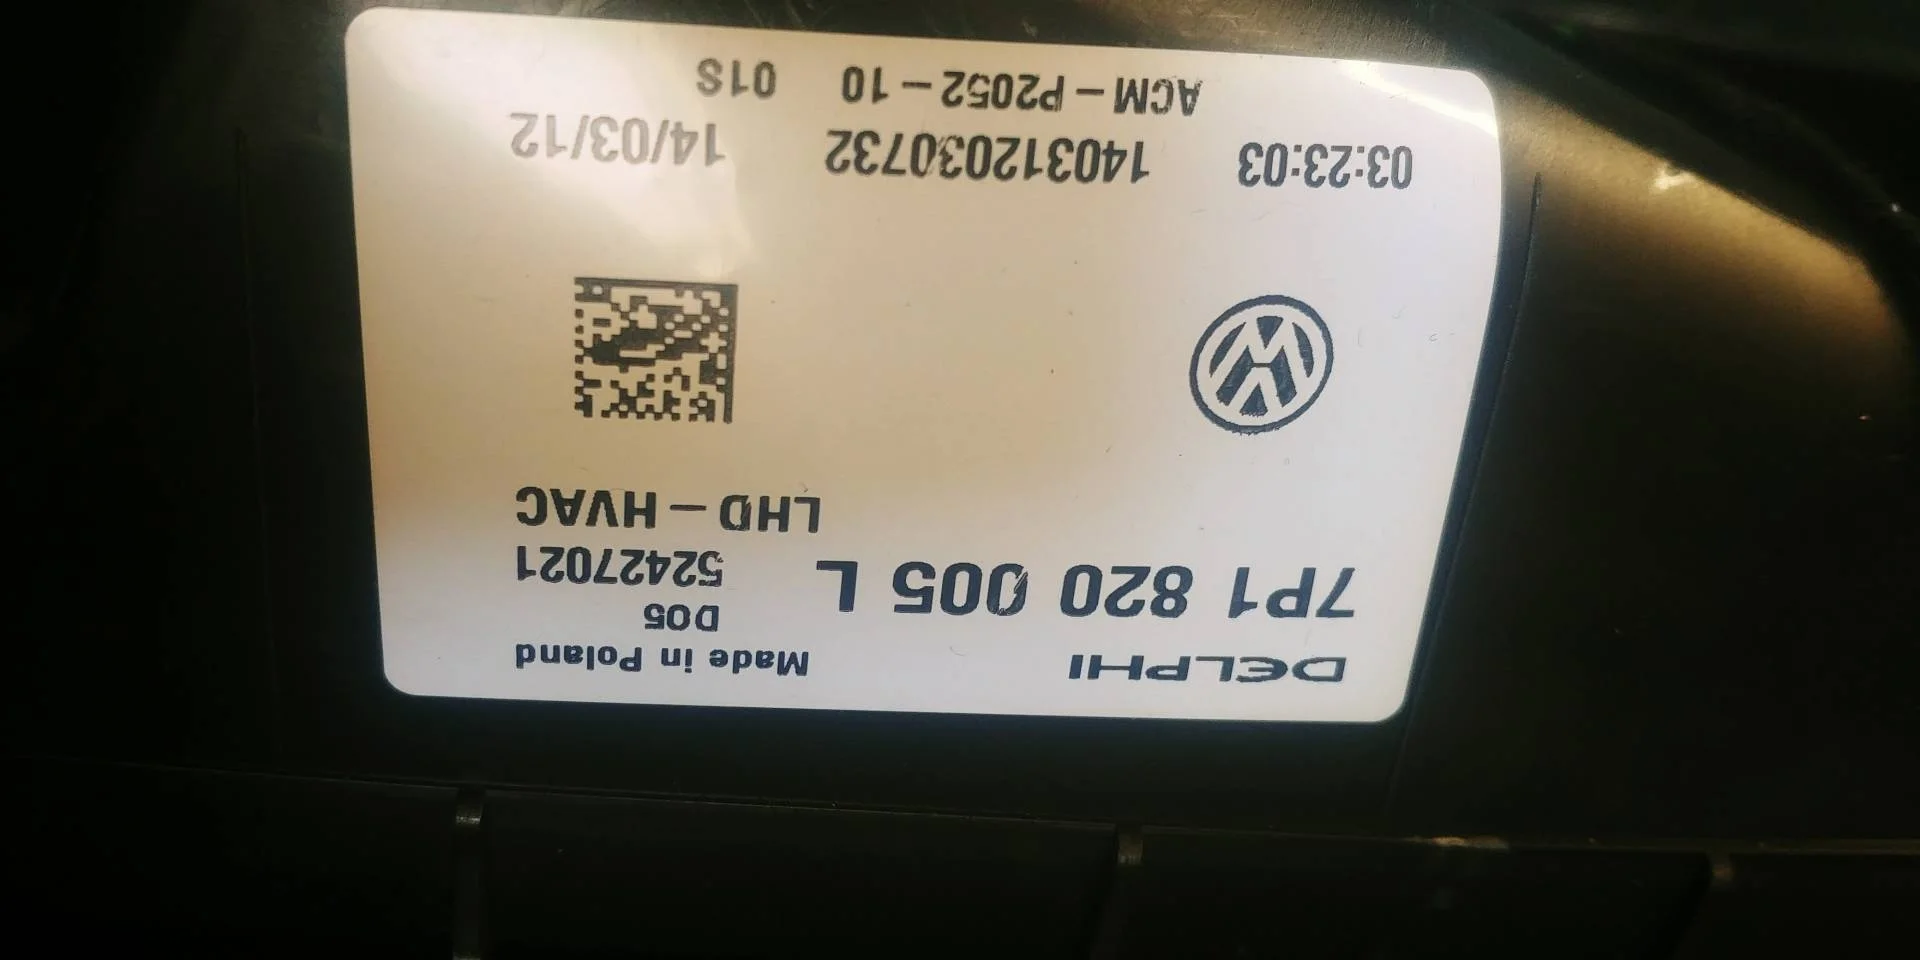 DELPHI Made in Poland
D05
7P1 820 005 L 52427021
LHD - HVAC
03:23:03 140312030732 14/03/12
ACM - P2052 - 10 01S